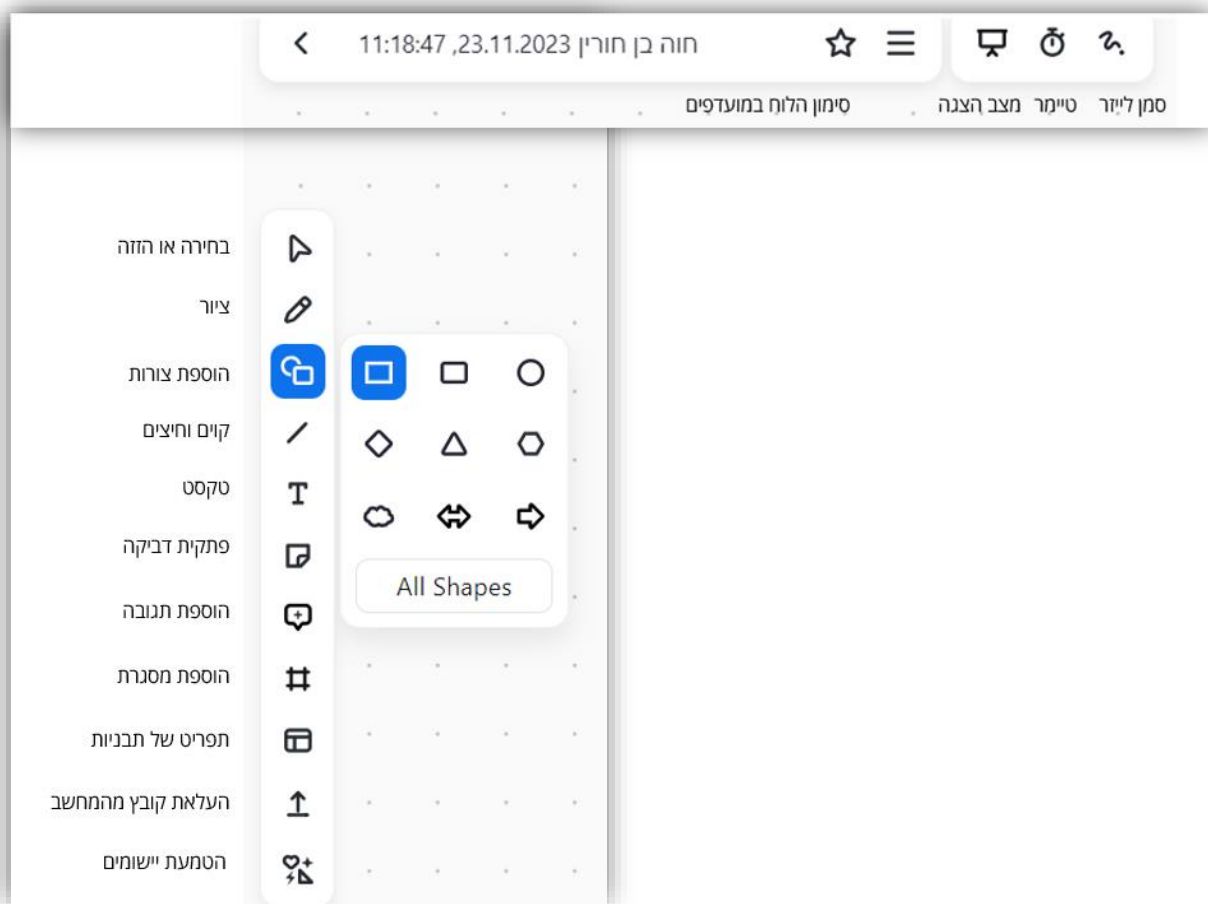 חוה בן חורין 23.11.2023, 11:18:47
סמן לייזר טיימר מצב הצגה סימון הלוח במועדפים
בחירה או הזזה
ציור
הוספת צורות
קוים וחיצים
טקסט
T
פתקית דביקה
All Shapes
הוספת תגובה
הוספת מסגרת
תפריט של תבניות
העלאת קובץ מהמחשב
הטמעת יישומים